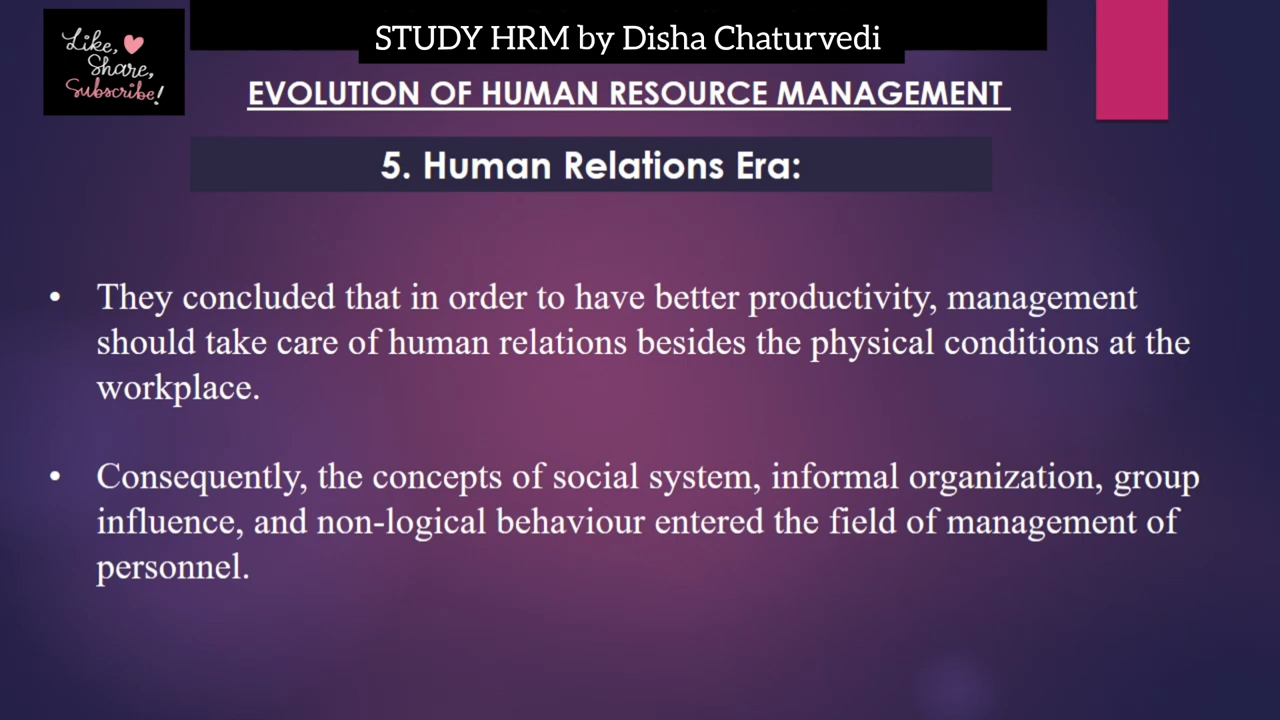 Like,
Share,
Subscribe!
STUDY HRM by Disha Chaturvedi
EVOLUTION OF HUMAN RESOURCE MANAGEMENT
5. Human Relations Era:
• They concluded that in order to have better productivity, management
should take care of human relations besides the physical conditions at the
workplace.
• Consequently, the concepts of social system, informal organization, group
influence, and non-logical behaviour entered the field of management of
personnel.